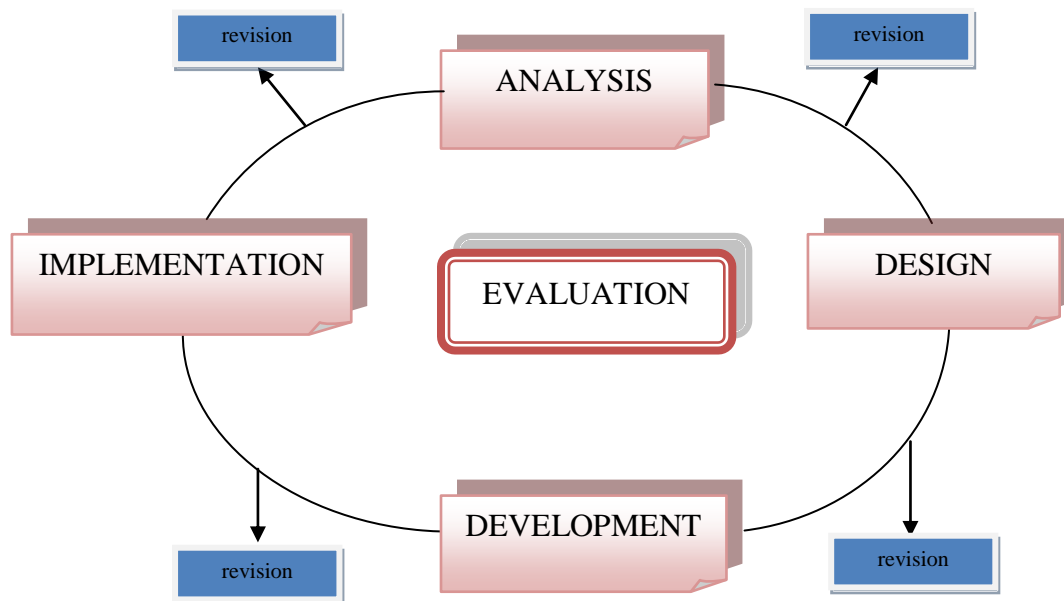 revision
revision
ANALYSIS
IMPLEMENTATION
EVALUATION
DESIGN
DEVELOPMENT
revision
revision